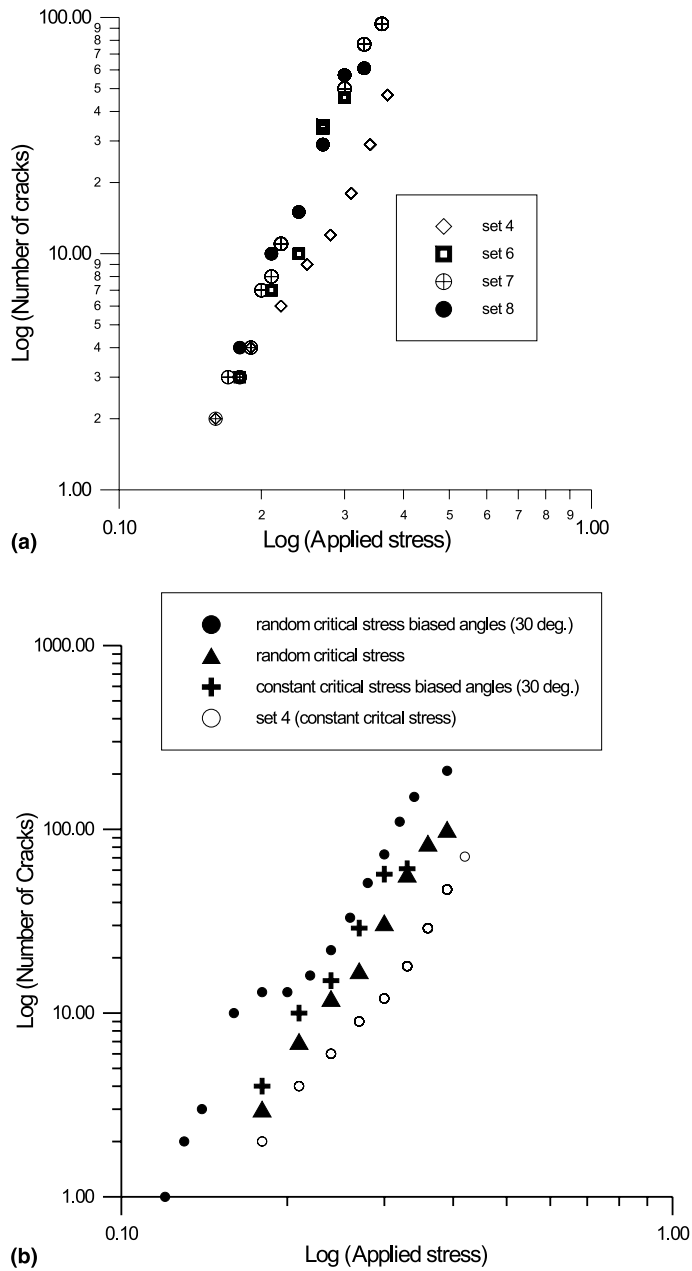 100.00
9
8
7
6
5
4
3
2
10.00
9
8
7
6
5
4
3
2
1.00
Log (Number of cracks)
set 4
set 6
set 7
set 8
0.10
2
3
4
5
6
7
8
9
1.00
Log (Applied stress)
(a)
random critical stress biased angles (30 deg.)
random critical stress
constant critical stress biased angles (30 deg.)
set 4 (constant critcal stress)
1000.00
100.00
10.00
1.00
Log (Number of Cracks)
0.10
1.00
Log (Applied stress)
(b)